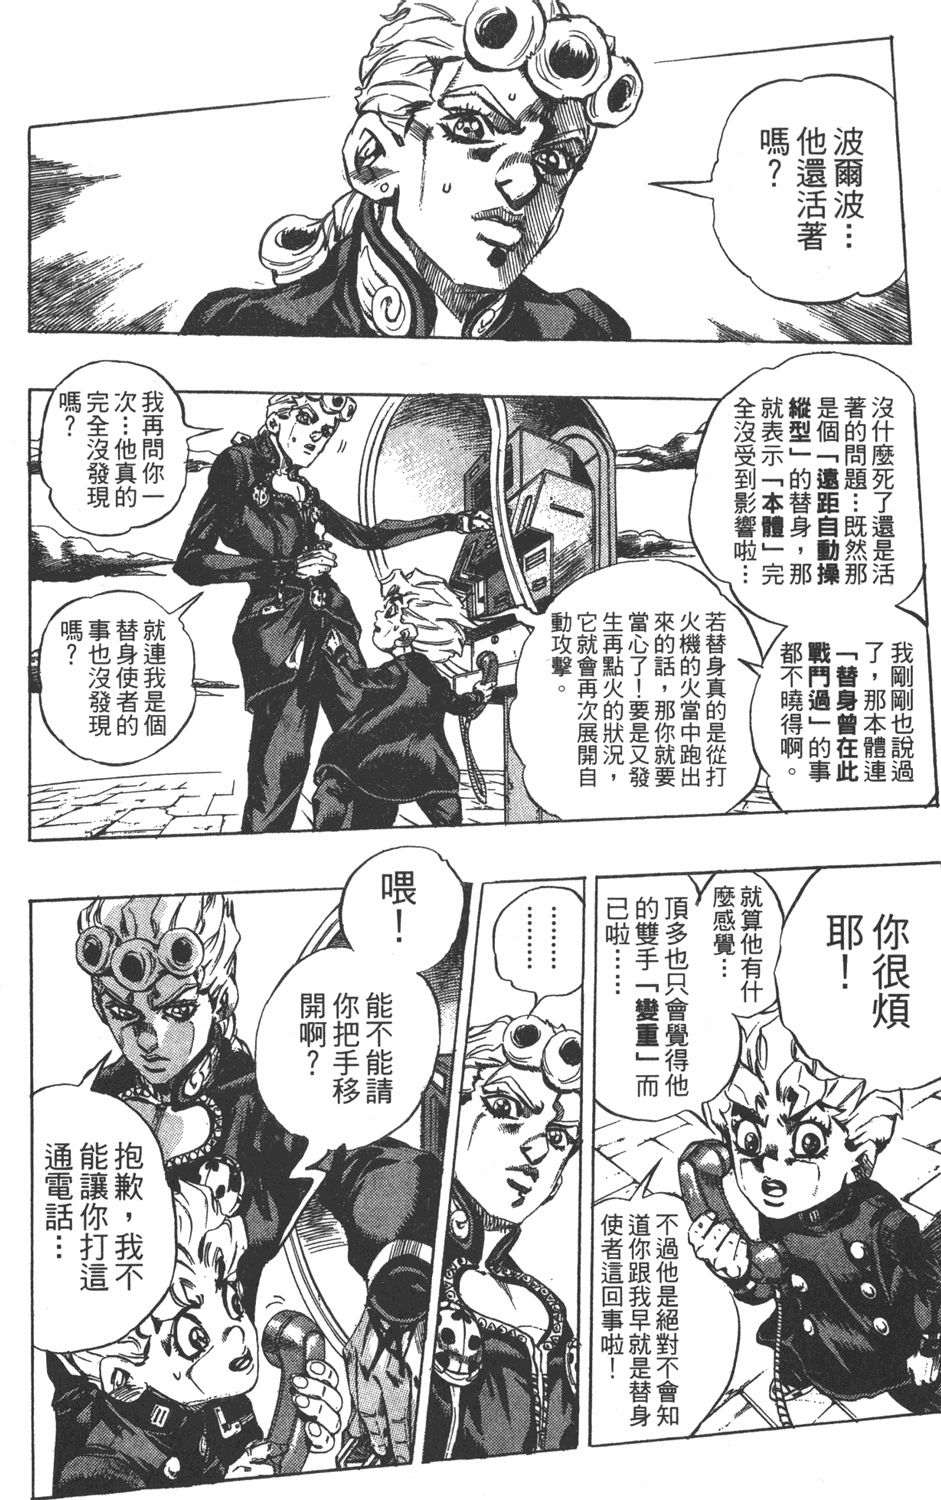 波爾波…
他還活著
嗎？
沒什麼死了還是活
著的問題…既然那
是個「遠距自動操
縱型」的替身，那
就表示「本體」完
全沒受到影響啦…
我剛剛也說過
了，那本體連
「替身曾在此
戰鬥過」的事
都不曉得啊。
若替身真的是從打
火機的火當中跑出
來的話，那你就要
當心了！要是又發
生再點火的狀況，
它就會再次展開自
動攻擊。
我再問你一
次…他真的
完全沒發現
嗎？
就連我是個
替身使者的
事也沒發現
嗎？
你很煩
耶！
就算他有什
麼感覺…
頂多也只會覺得他
的雙手「變重」而
已啦……
不過他是絕對不會知
道你跟我早就是替身
使者這回事啦！
………
………
喂！
能不能請
你把手移
開啊？
抱歉，我不
能讓你打這
通電話…